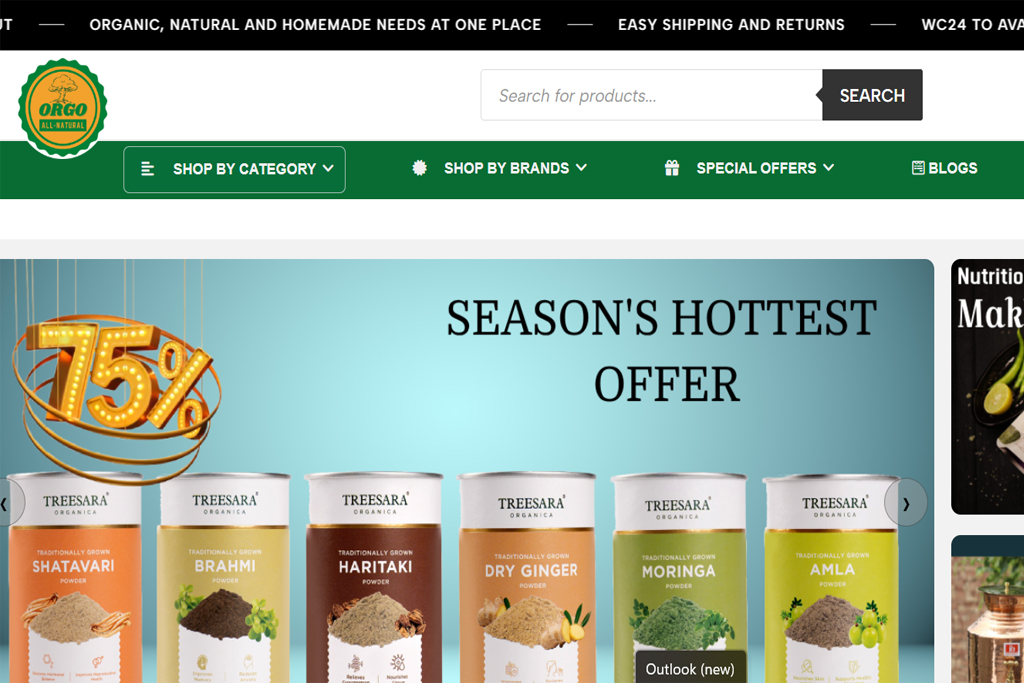 UT
ORGANIC, NATURAL AND HOMEMADE NEEDS AT ONE PLACE
EASY SHIPPING AND RETURNS
WC24 TO AVA
ORGO
ALL-NATURAL
Search for products...
SEARCH
SHOP BY CATEGORY
SHOP BY BRANDS
SPECIAL OFFERS
BLOGS
75%
SEASON'S HOTTEST
OFFER
Nutritio
Mak
TREESARA
ORGANICA
TRADITIONALLY GROWN
SHATAVARI
POWDER
TREESARA
ORGANICA
TRADITIONALLY GROWN
BRAHMI
POWDER
TREESARA
ORGANICA
TRADITIONALLY GROWN
HARITAKI
POWDER
Relieves
Nourishes
TREESARA
ORGANICA
TRADITIONALLY GROWN
DRY GINGER
POWDER
TREESARA
ORGANICA
TRADITIONALLY GROWN
MORINGA
POWDER
TREESARA
ORGANICA
TRADITIONALLY GROWN
AMLA
POWDER
Outlook (new)